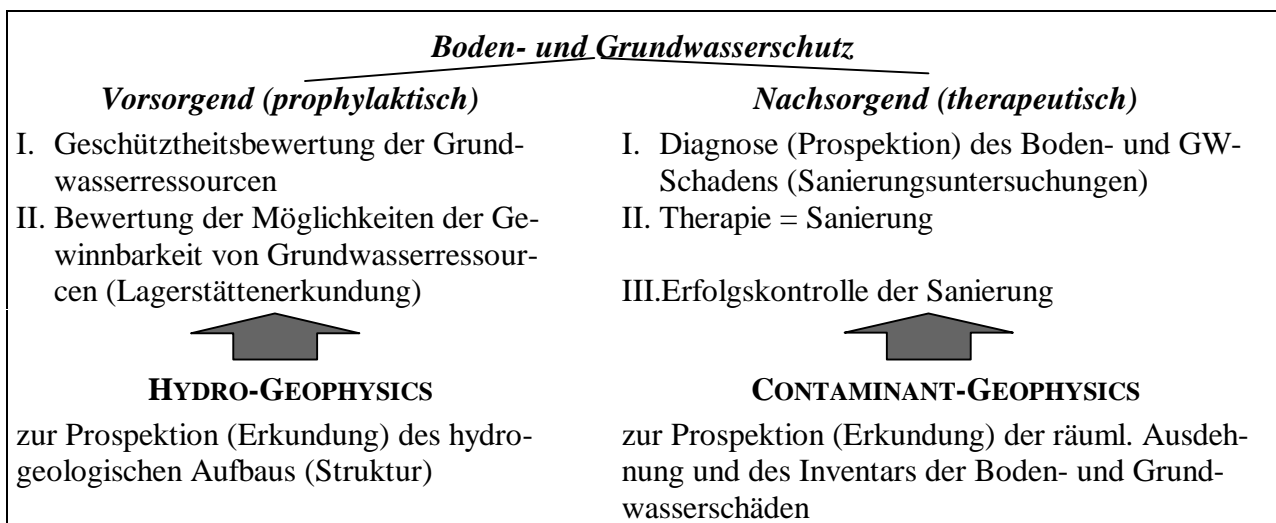 Boden- und Grundwasserschutz
Vorsorgend (prophylaktisch)
I. Geschütztheitsbewertung der Grund-
wasserressourcen
II. Bewertung der Möglichkeiten der Ge-
winnbarkeit von Grundwasserressour-
cen (Lagerstättenerkundung)
HYDRO-GEOPHYSICS
zur Prospektion (Erkundung) des hydro-
geologischen Aufbaus (Struktur)
Nachsorgend (therapeutisch)
I. Diagnose (Prospektion) des Boden- und GW-
Schadens (Sanierungsuntersuchungen)
II. Therapie = Sanierung
III.Erfolgskontrolle der Sanierung
CONTAMINANT-GEOPHYSICS
zur Prospektion (Erkundung) der räuml. Ausdeh-
nung und des Inventars der Boden- und Grund-
wasserschäden